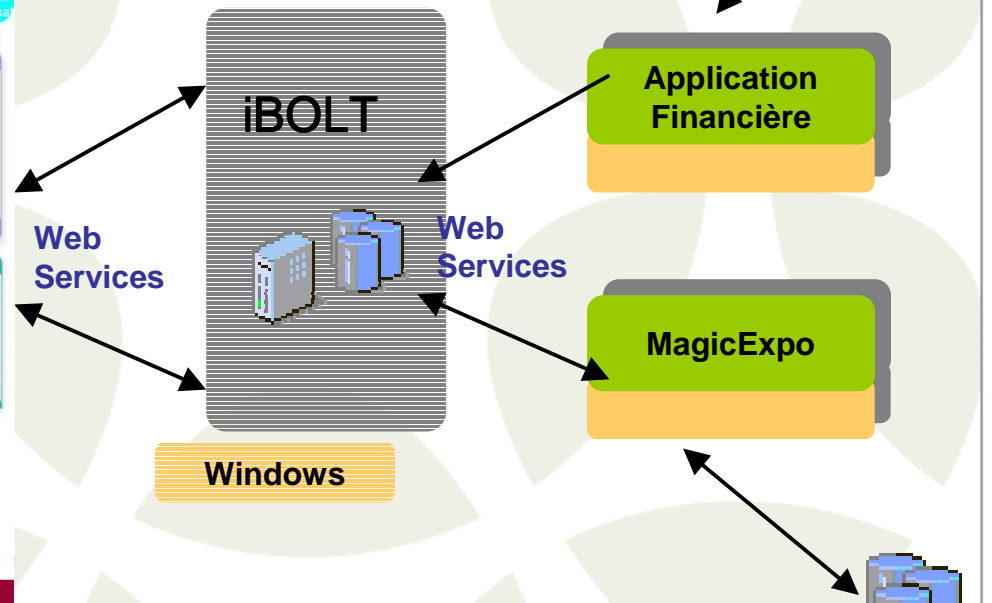 iBOLT
Application
Financière
Web
Services
Web
Services
MagicExpo
Windows